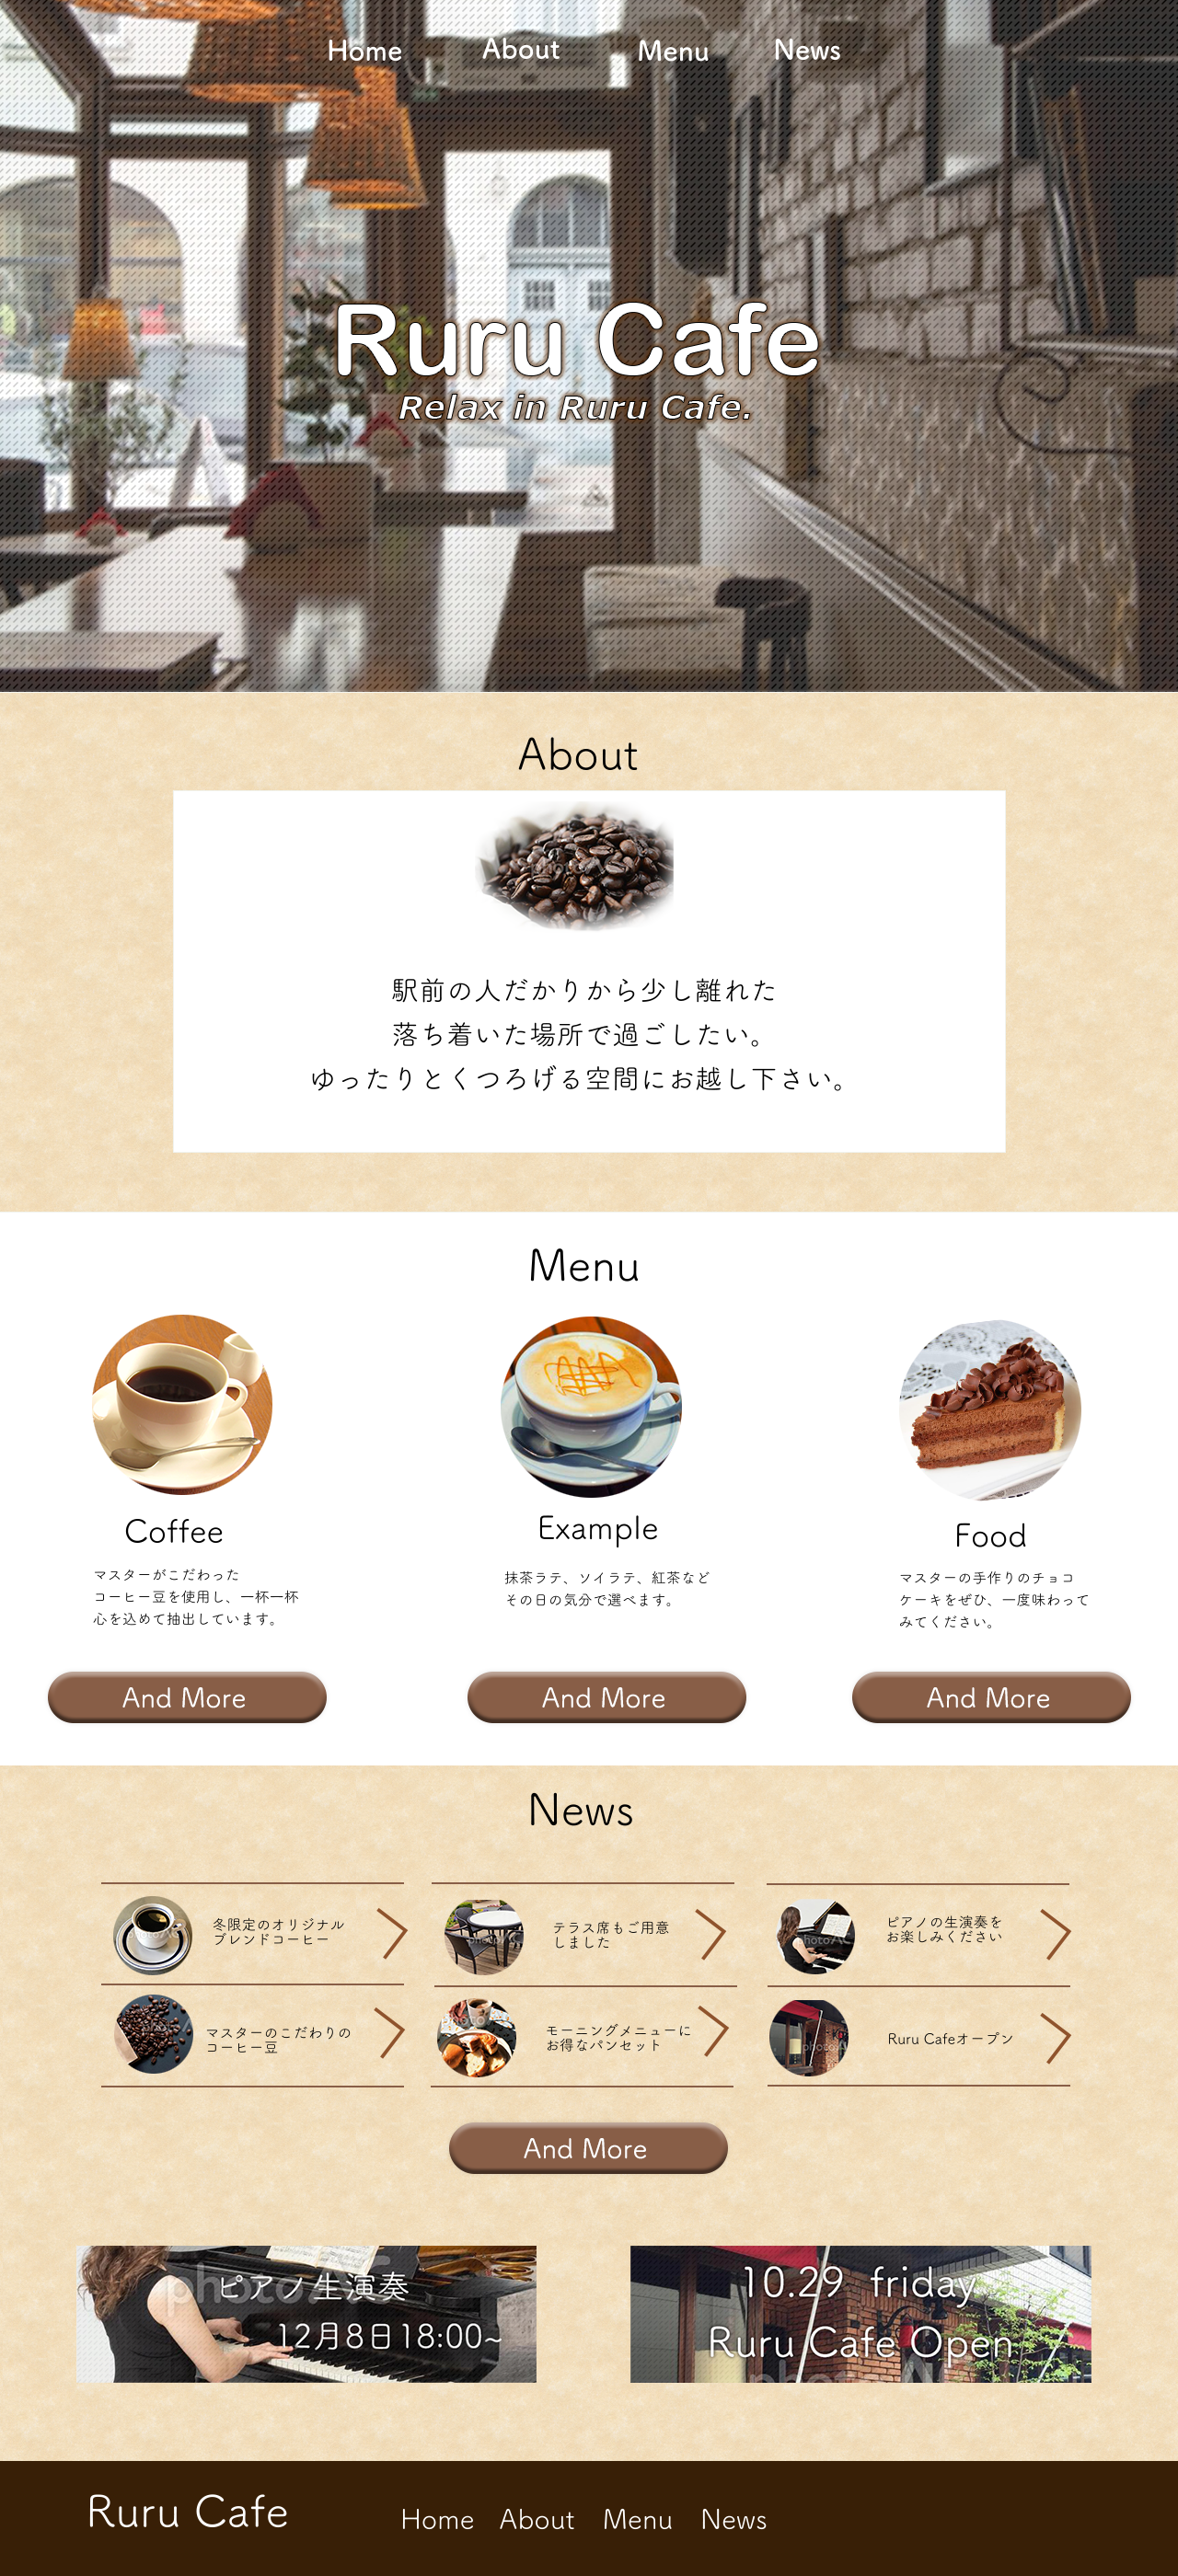 Home About Menu News
Ruru Cafe
Relax in Ruru Cafe.
About
駅前の人だかりから少し離れた
落ち着いた場所で過ごしたい。
ゆったりとくつろげる空間にお越し下さい。
Menu
Coffee
マスターがこだわった
コーヒー豆を使用し、一杯一杯
心を込めて抽出しています。
And More
Example
抹茶ラテ、ソイラテ、紅茶など
その日の気分で選べます。
And More
Food
マスターの手作りのチョコ
ケーキをぜひ、一度味わって
みてください。
And More
News
冬限定のオリジナル
ブレンドコーヒー
テラス席もご用意
しました
ピアノの生演奏を
お楽しみください
マスターのこだわりの
コーヒー豆
モーニングメニューに
お得なパンセット
Ruru Cafeオープン
And More
photoAC
ピアノ生演奏
12月8日18:00~
10.29 friday
Ruru Cafe Open
Ruru Cafe
Home About Menu News